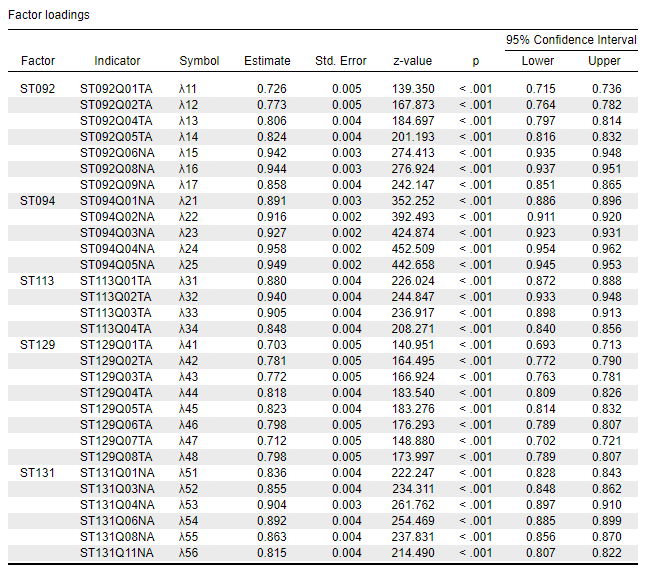 Factor loadings
95% Confidence Interval
Factor Indicator Symbol Estimate Std. Error z-value p Lower Upper
ST092 ST092Q01TA λ11 0.726 0.005 139.350 < .001 0.715 0.736
ST092Q02TA λ12 0.773 0.005 167.873 < .001 0.764 0.782
ST092Q04TA λ13 0.806 0.004 184.697 < .001 0.797 0.814
ST092Q05TA λ14 0.824 0.004 201.193 < .001 0.816 0.832
ST092Q06NA λ15 0.942 0.003 274.413 < .001 0.935 0.948
ST092Q08NA λ16 0.944 0.003 276.924 < .001 0.937 0.951
ST092Q09NA λ17 0.858 0.004 242.147 < .001 0.851 0.865
ST094 ST094Q01NA λ21 0.891 0.003 352.252 < .001 0.886 0.896
ST094Q02NA λ22 0.916 0.002 392.493 < .001 0.911 0.920
ST094Q03NA λ23 0.927 0.002 424.874 < .001 0.923 0.931
ST094Q04NA λ24 0.958 0.002 452.509 < .001 0.954 0.962
ST094Q05NA λ25 0.949 0.002 442.658 < .001 0.945 0.953
ST113 ST113Q01TA λ31 0.880 0.004 226.024 < .001 0.872 0.888
ST113Q02TA λ32 0.940 0.004 244.847 < .001 0.933 0.948
ST113Q03TA λ33 0.905 0.004 236.917 < .001 0.898 0.913
ST113Q04TA λ34 0.848 0.004 208.271 < .001 0.840 0.856
ST129 ST129Q01TA λ41 0.703 0.005 140.951 < .001 0.693 0.713
ST129Q02TA λ42 0.781 0.005 164.495 < .001 0.772 0.790
ST129Q03TA λ43 0.772 0.005 166.924 < .001 0.763 0.781
ST129Q04TA λ44 0.818 0.004 183.540 < .001 0.809 0.826
ST129Q05TA λ45 0.823 0.004 183.276 < .001 0.814 0.832
ST129Q06TA λ46 0.798 0.005 176.293 < .001 0.789 0.807
ST129Q07TA λ47 0.712 0.005 148.880 < .001 0.702 0.721
ST129Q08TA λ48 0.798 0.005 173.997 < .001 0.789 0.807
ST131 ST131Q01NA λ51 0.836 0.004 222.247 < .001 0.828 0.843
ST131Q03NA λ52 0.855 0.004 234.311 < .001 0.848 0.862
ST131Q04NA λ53 0.904 0.003 261.762 < .001 0.897 0.910
ST131Q06NA λ54 0.892 0.004 254.469 < .001 0.885 0.899
ST131Q08NA λ55 0.863 0.004 237.831 < .001 0.856 0.870
ST131Q11NA λ56 0.815 0.004 214.490 < .001 0.807 0.822